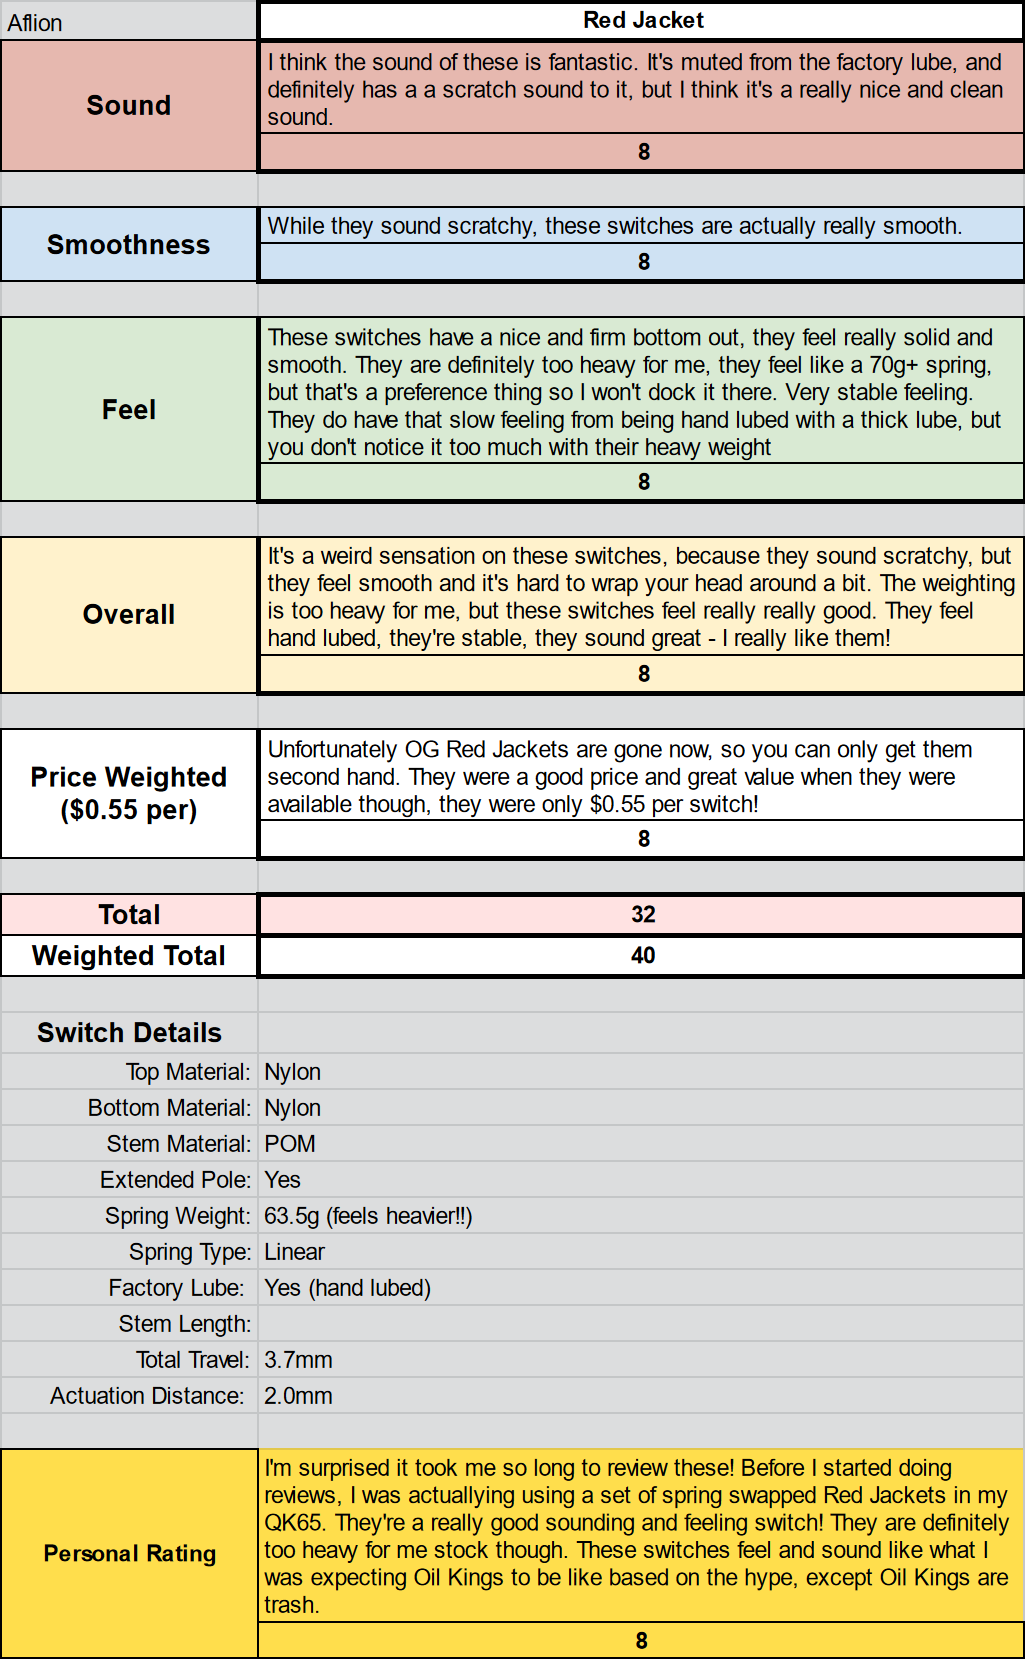 Aflion
Red Jacket
Sound
I think the sound of these is fantastic. It's muted from the factory lube, and
definitely has a a scratch sound to it, but I think it's a really nice and clean
sound.
8
Smoothness
While they sound scratchy, these switches are actually really smooth.
8
Feel
These switches have a nice and firm bottom out, they feel really solid and
smooth. They are definitely too heavy for me, they feel like a 70g+ spring,
but that's a preference thing so I won't dock it there. Very stable feeling.
They do have that slow feeling from being hand lubed with a thick lube, but
you don't notice it too much with their heavy weight
8
Overall
It's a weird sensation on these switches, because they sound scratchy, but
they feel smooth and it's hard to wrap your head around a bit. The weighting
is too heavy for me, but these switches feel really really good. They feel
hand lubed, they're stable, they sound great - I really like them!
8
Price Weighted
($0.55 per)
Unfortunately OG Red Jackets are gone now, so you can only get them
second hand. They were a good price and great value when they were
available though, they were only $0.55 per switch!
8
Total
32
Weighted Total
40
Switch Details
Top Material: Nylon
Bottom Material: Nylon
Stem Material: POM
Extended Pole: Yes
Spring Weight: 63.5g (feels heavier!!)
Spring Type: Linear
Factory Lube: Yes (hand lubed)
Stem Length:
Total Travel: 3.7mm
Actuation Distance: 2.0mm
Personal Rating
I'm surprised it took me so long to review these! Before I started doing
reviews, I was actuallying using a set of spring swapped Red Jackets in my
QK65. They're a really good sounding and feeling switch! They are definitely
too heavy for me stock though. These switches feel and sound like what I
was expecting Oil Kings to be like based on the hype, except Oil Kings are
trash.
8